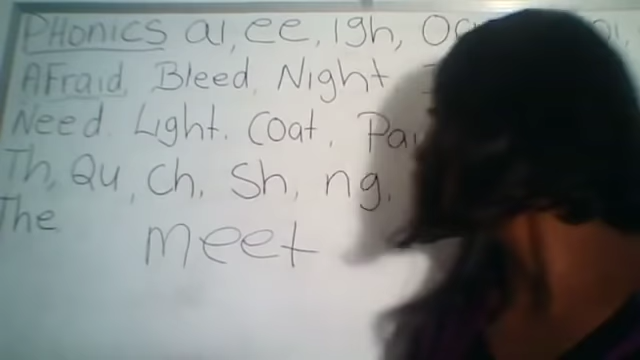 PHonics ai, ee, igh, 
AFraid Bleed Night
Need Light. Coat,
Th, Qu, Ch, Sh, ng,
The meet